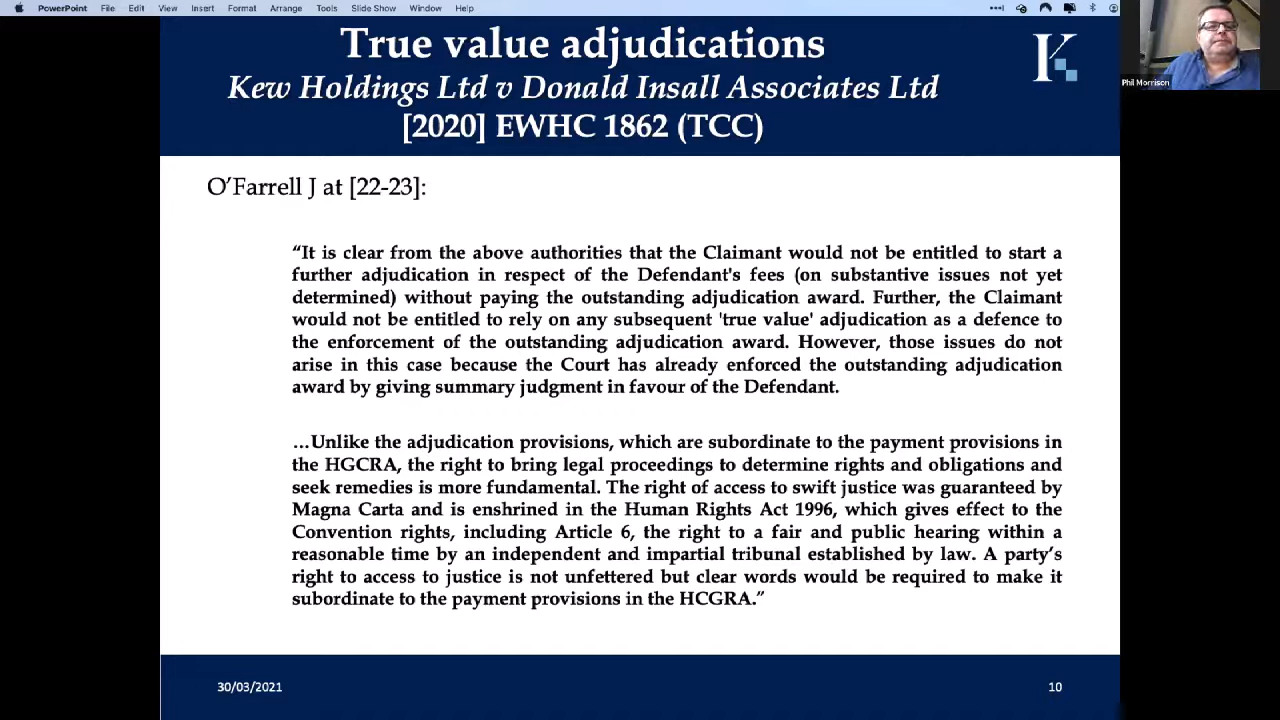 PowerPoint File Edit View Insert Format Arrange Tools Slide Show Window Help
True value adjudications
Kew Holdings Ltd v Donald Insall Associates Ltd
[2020] EWHC 1862 (TCC)
K
Phil Morrison
O’Farrell J at [22-23]:
“It is clear from the above authorities that the Claimant would not be entitled to start a
further adjudication in respect of the Defendant's fees (on substantive issues not yet
determined) without paying the outstanding adjudication award. Further, the Claimant
would not be entitled to rely on any subsequent 'true value' adjudication as a defence to
the enforcement of the outstanding adjudication award. However, those issues do not
arise in this case because the Court has already enforced the outstanding adjudication
award by giving summary judgment in favour of the Defendant.
…Unlike the adjudication provisions, which are subordinate to the payment provisions in
the HGCRA, the right to bring legal proceedings to determine rights and obligations and
seek remedies is more fundamental. The right of access to swift justice was guaranteed by
Magna Carta and is enshrined in the Human Rights Act 1996, which gives effect to the
Convention rights, including Article 6, the right to a fair and public hearing within a
reasonable time by an independent and impartial tribunal established by law. A party’s
right to access to justice is not unfettered but clear words would be required to make it
subordinate to the payment provisions in the HCGRA.”
30/03/2021
10